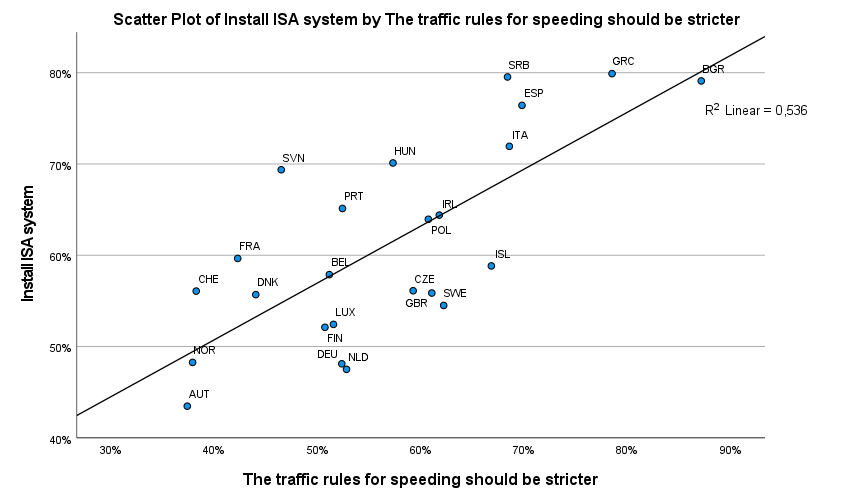 Scatter Plot of Install ISA system by The traffic rules for speeding should be stricter
SRB
GRC
BGR
80%
ESP
R2 Linear = 0,536
ITA
HUN
SVN
70%
PRT
IRL
POL
FRA
60%
BEL
ISL
CHE
DNK
CZE
GBR
SWE
LUX
FIN
50%
NOR
DEU
NLD
AUT
40%
Install ISA system
30%
40%
50%
60%
70%
80%
90%
The traffic rules for speeding should be stricter